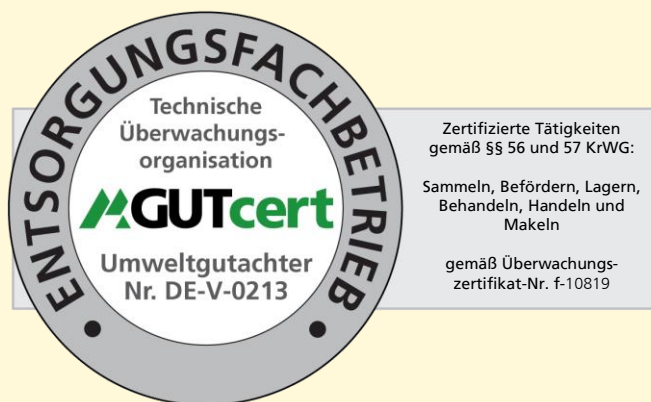 ENTSORGUNGSFACHBETRIEB
Technische
Überwachungs-
organisation
GUTcert
Umweltgutachter
Nr. DE-V-0213
Zertifizierte Tätigkeiten
gemäß §§ 56 und 57 KrWG:
Sammeln, Befördern, Lagern,
Behandeln, Handeln und
Makeln
gemäß Überwachungs-
zertifikat-Nr. f-10819